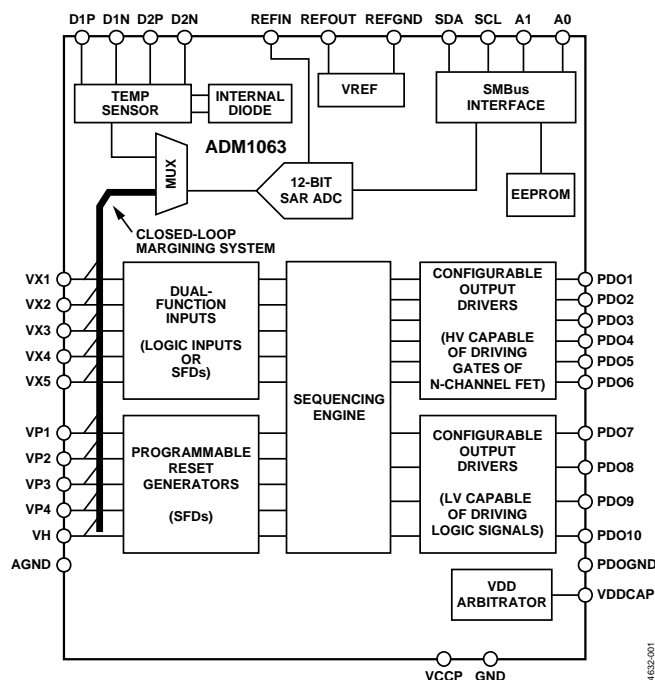 D1P D1N D2P D2N REFIN REFOUT REFGND SDA SCL A1 A0
TEMP
SENSOR
INTERNAL
DIODE
VREF
SMBus
INTERFACE
ADM1063
MUX
12-BIT
SAR ADC
EEPROM
CLOSED-LOOP
MARGINING SYSTEM
VX1
VX2
VX3
VX4
VX5
DUAL-
FUNCTION
INPUTS
(LOGIC INPUTS
OR
SFDs)
VP1
VP2
VP3
VP4
VH
AGND
PROGRAMMABLE
RESET
GENERATORS
(SFDs)
SEQUENCING
ENGINE
CONFIGURABLE
OUTPUT
DRIVERS
(HV CAPABLE
OF DRIVING
GATES OF
N-CHANNEL FET)
PDO1
PDO2
PDO3
PDO4
PDO5
PDO6
CONFIGURABLE
OUTPUT
DRIVERS
(LV CAPABLE
OF DRIVING
LOGIC SIGNALS)
PDO7
PDO8
PDO9
PDO10
PDOGND
VDD
ARBITRATOR
VDDCAP
VCCP GND
4632-001